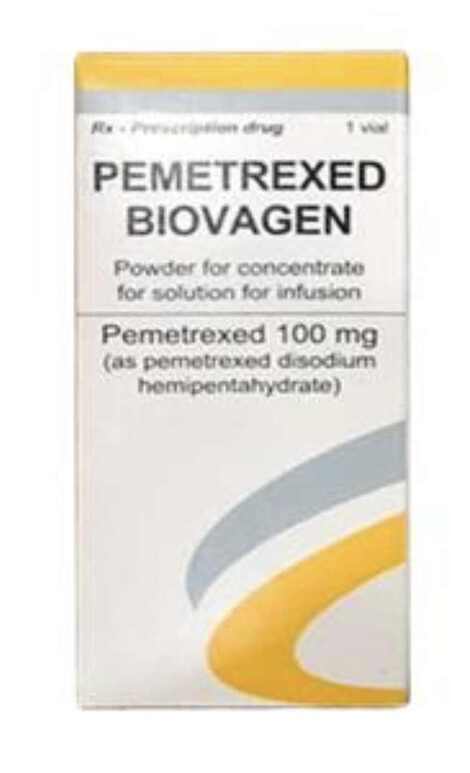 Rx - Prescription drug 1 vial
PEMETREXED
BIOVAGEN
Powder for concentrate
for solution for infusion
Pemetrexed 100 mg
(as pemetrexed disodium
hemipentahydrate)